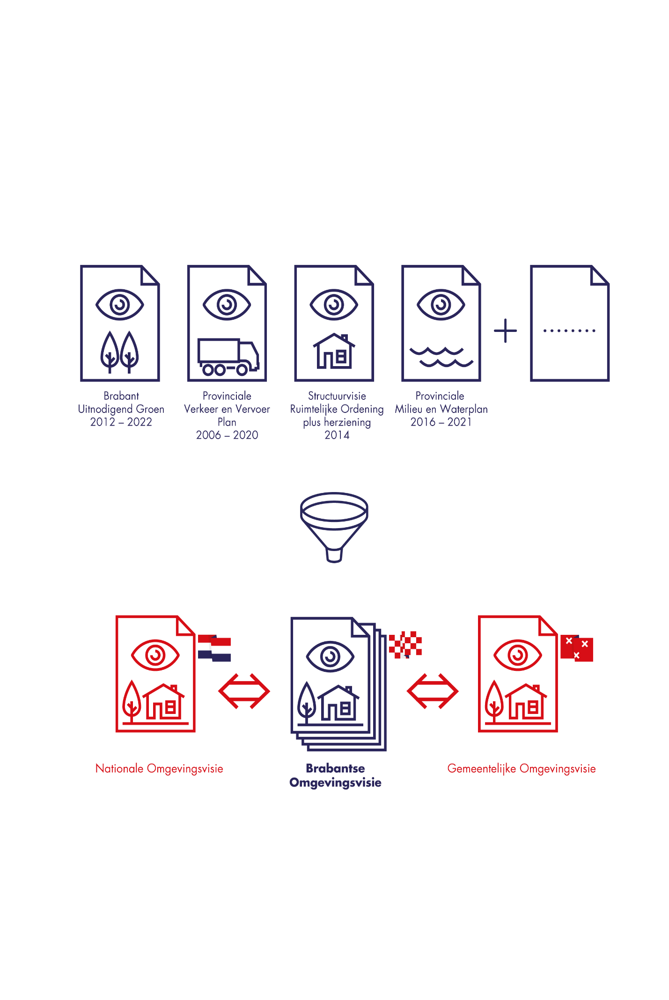 Brabant
Uitnodigend Groen
2012 – 2022
Provinciale
Verkeer en Vervoer
Plan
2006 – 2020
Structuurvisie
Ruimtelijke Ordening
plus herziening
2014
Provinciale
Milieu en Waterplan
2016 – 2021
Nationale Omgevingsvisie
Brabantse
Omgevingsvisie
Gemeentelijke Omgevingsvisie